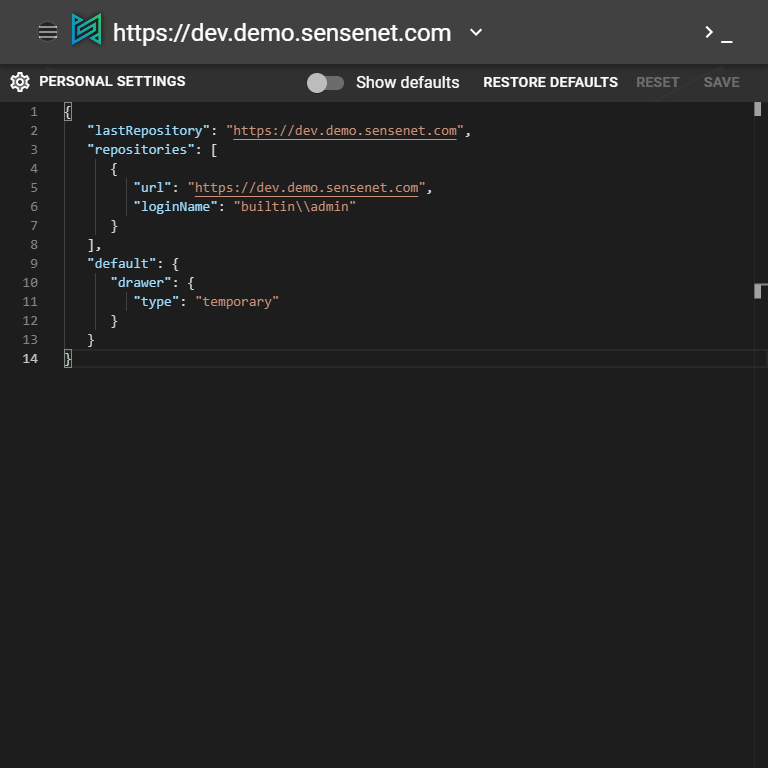 https://dev.demo.sensenet.com >_
PERSONAL SETTINGS Show defaults RESTORE DEFAULTS RESET SAVE
1 {
2 "lastRepository": "https://dev.demo.sensenet.com",
3 "repositories": [
4 {
5 "url": "https://dev.demo.sensenet.com",
6 "loginName": "builtin\\admin"
7 }
8 ],
9 "default": {
10 "drawer": {
11 "type": "temporary"
12 }
13 }
14 }